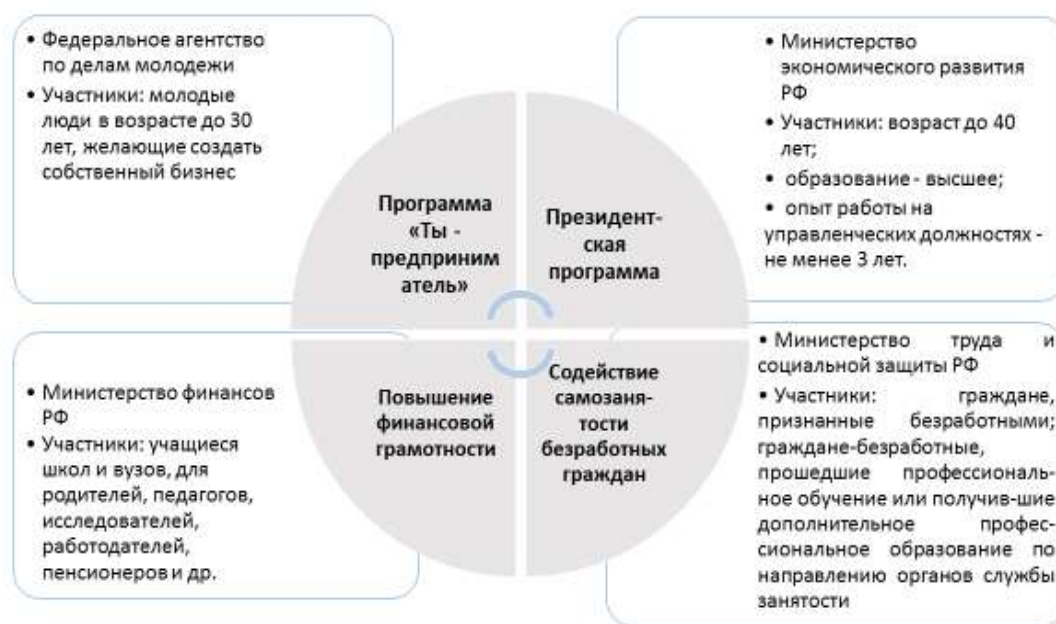 • Федеральное агентство
по делам молодежи
• Участники: молодые
люди в возрасте до 30
лет, желающие создать
собственный бизнес
Программа
«Ты -
предприним
атель»
Президент-
ская
программа
• Министерство
экономического развития
РФ
• Участники: возраст до 40
лет;
• образование - высшее;
• опыт работы на
управленческих должностях -
не менее 3 лет.
• Министерство финансов
РФ
• Участники: учащиеся
школ и вузов, для
родителей, педагогов,
исследователей,
работодателей,
пенсионеров и др.
Повышение
финансовой
грамотности
Содействие
самозаня-
тости
безработных
граждан
• Министерство труда и
социальной защиты РФ
• Участники: граждане,
признанные безработными;
граждане-безработные,
прошедшие профессиональ-
ное обучение или получив-шие
дополнительное профес-
сиональное образование по
направлению органов службы
занятости